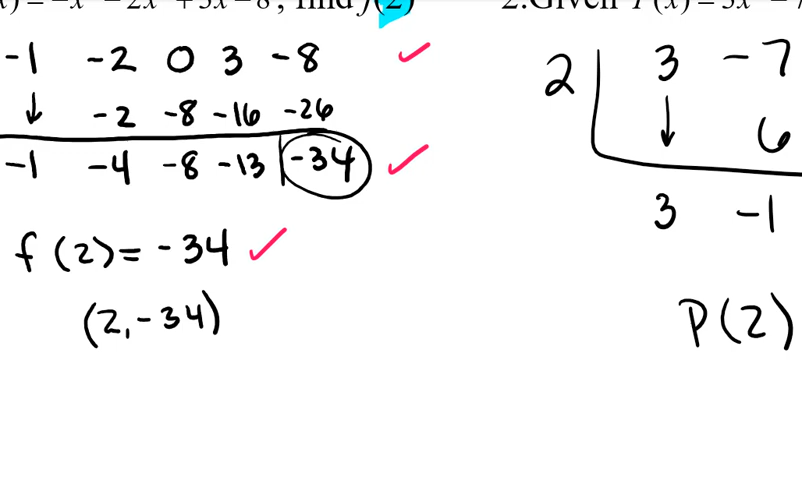 -1 -2 0 3 -8 ✓
↓ -2 -8 -16 -26
-1 -4 -8 -13 -34 ✓
f(2) = -34 ✓
(2, -34)
2. Given
2 3 -7
↓ 6
3 -1
P(2)